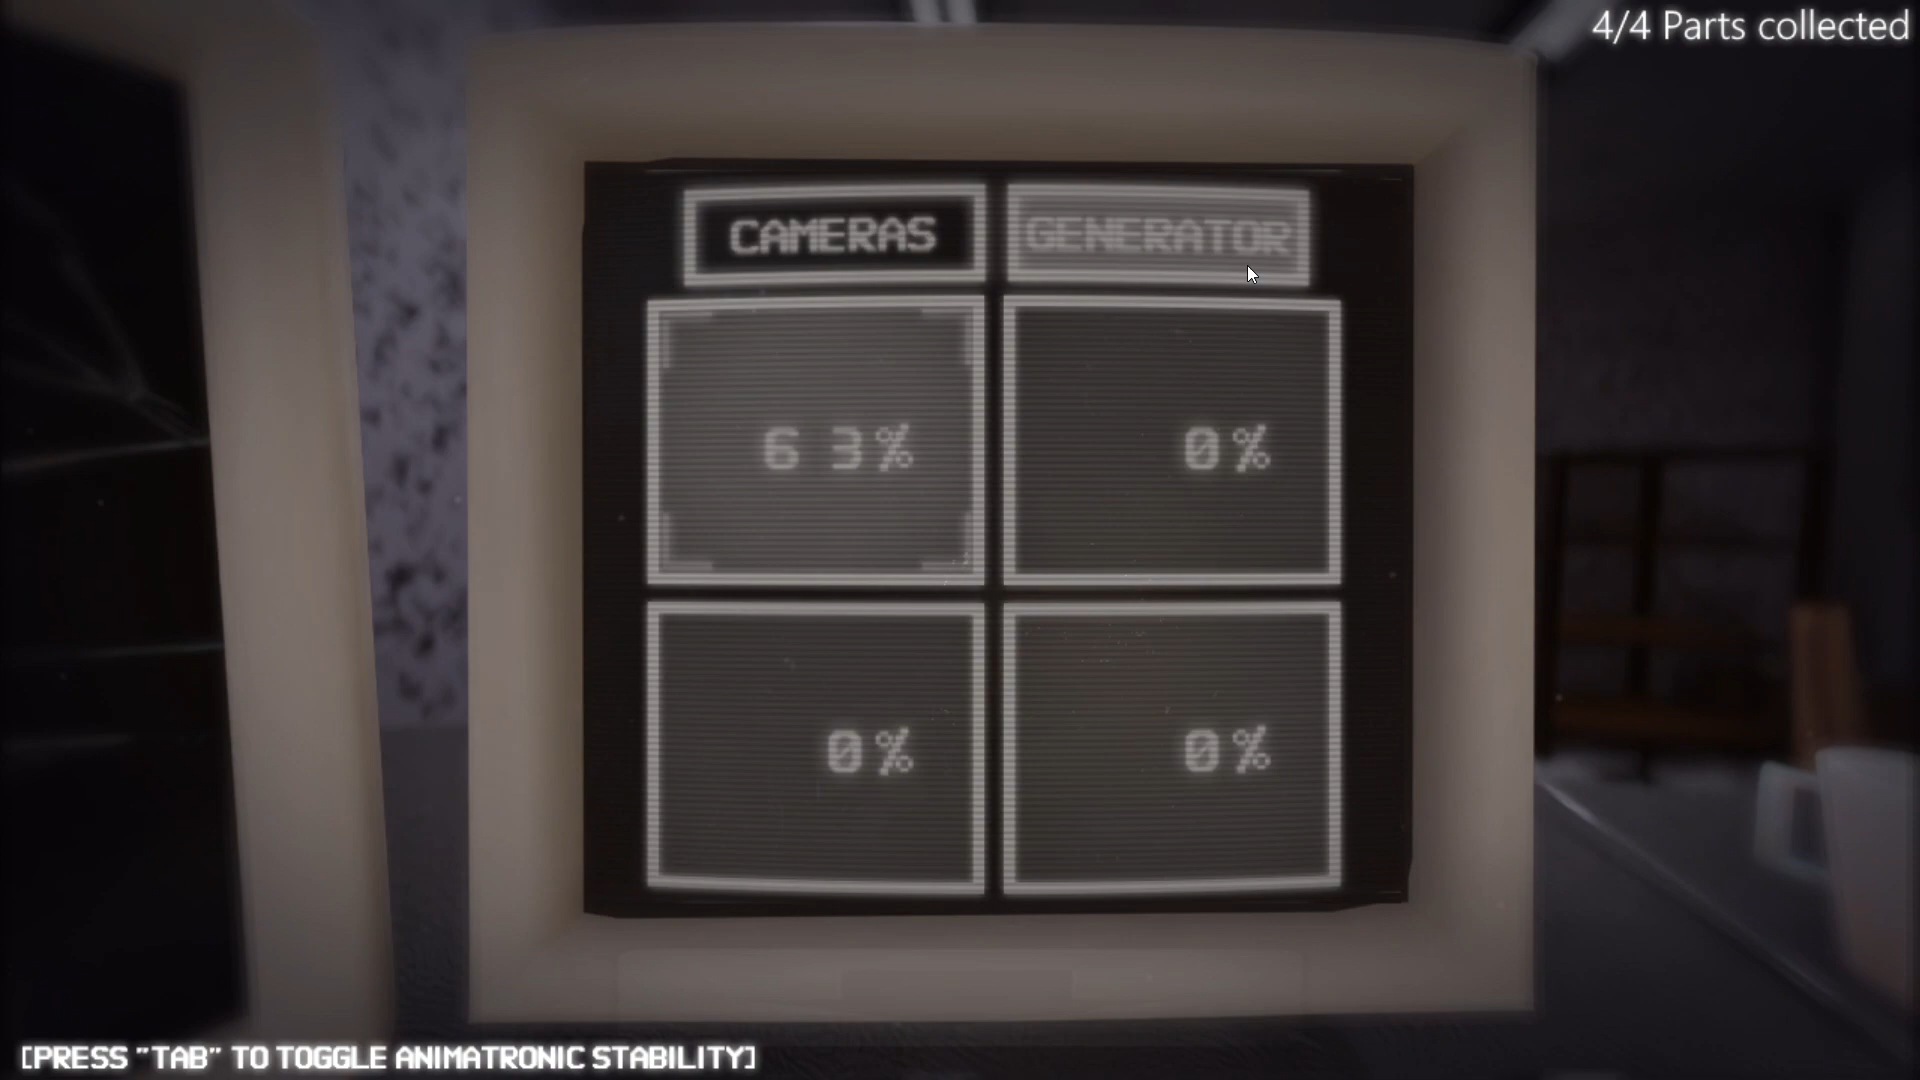 4/4 Parts collected
CAMERAS
GENERATOR
63%
0%
0%
0%
[PRESS "TAB" TO TOGGLE ANIMATRONIC STABILITY]